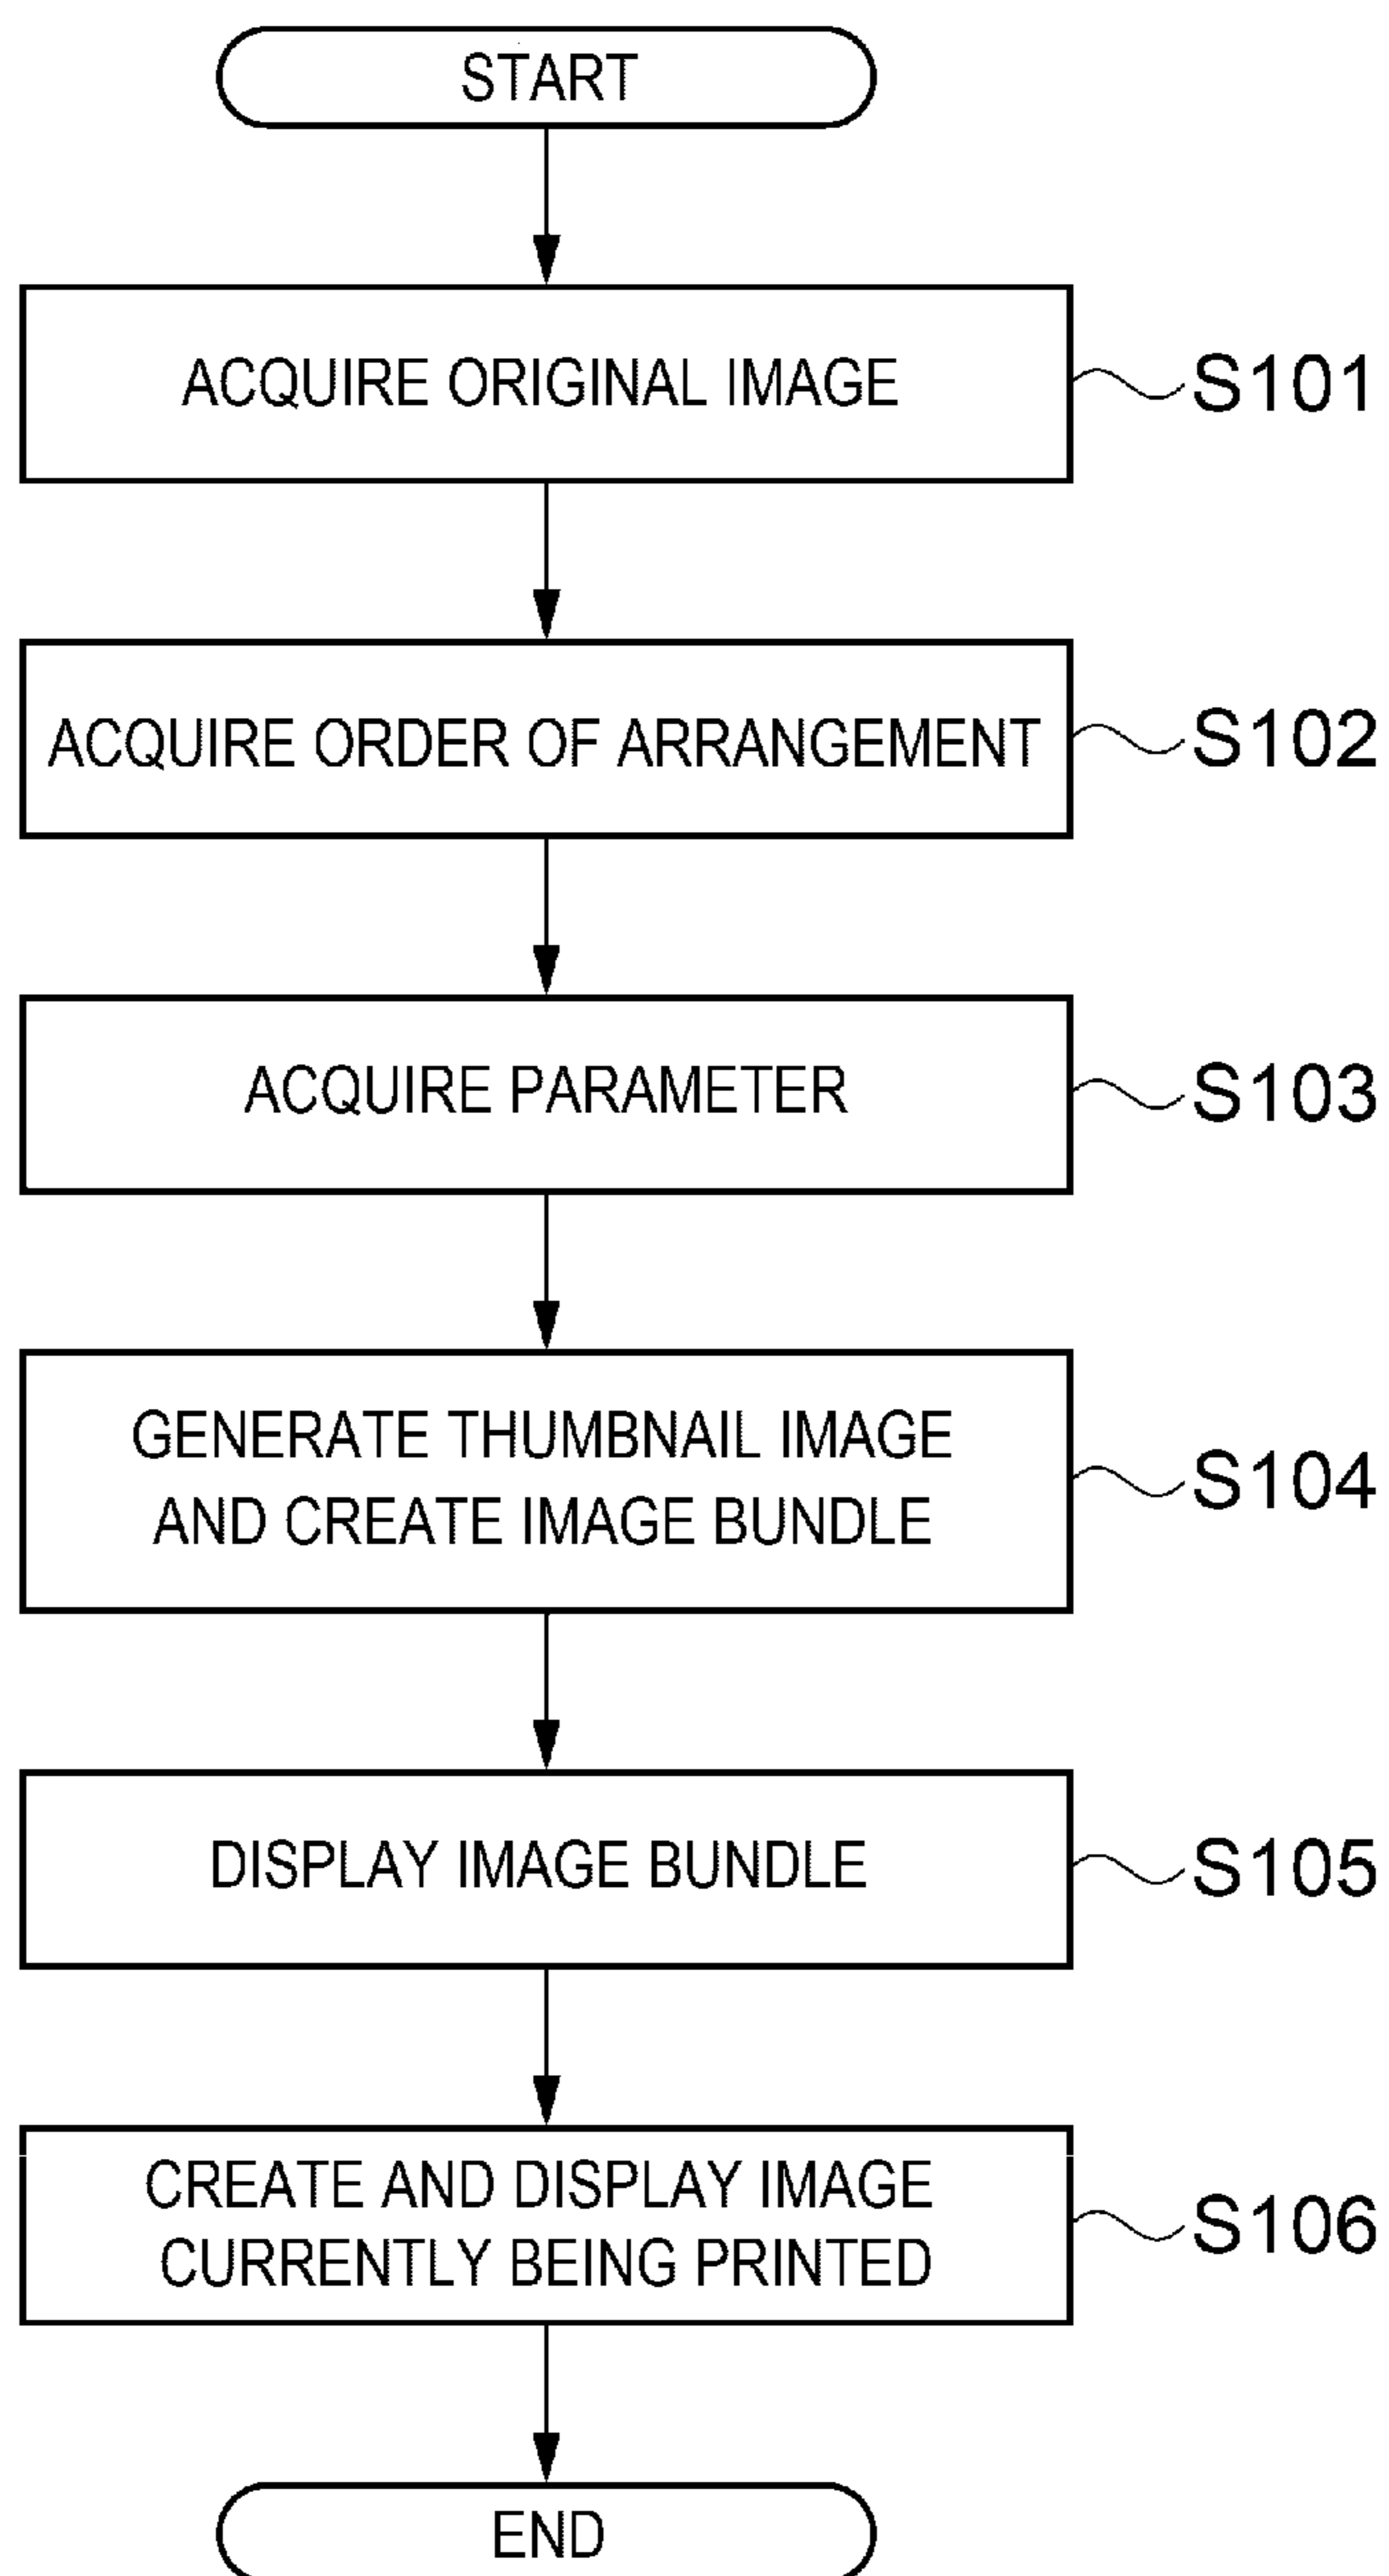 START
ACQUIRE ORIGINAL IMAGE
S101
ACQUIRE ORDER OF ARRANGEMENT
S102
ACQUIRE PARAMETER
S103
GENERATE THUMBNAIL IMAGE
AND CREATE IMAGE BUNDLE
S104
DISPLAY IMAGE BUNDLE
S105
CREATE AND DISPLAY IMAGE
CURRENTLY BEING PRINTED
S106
END